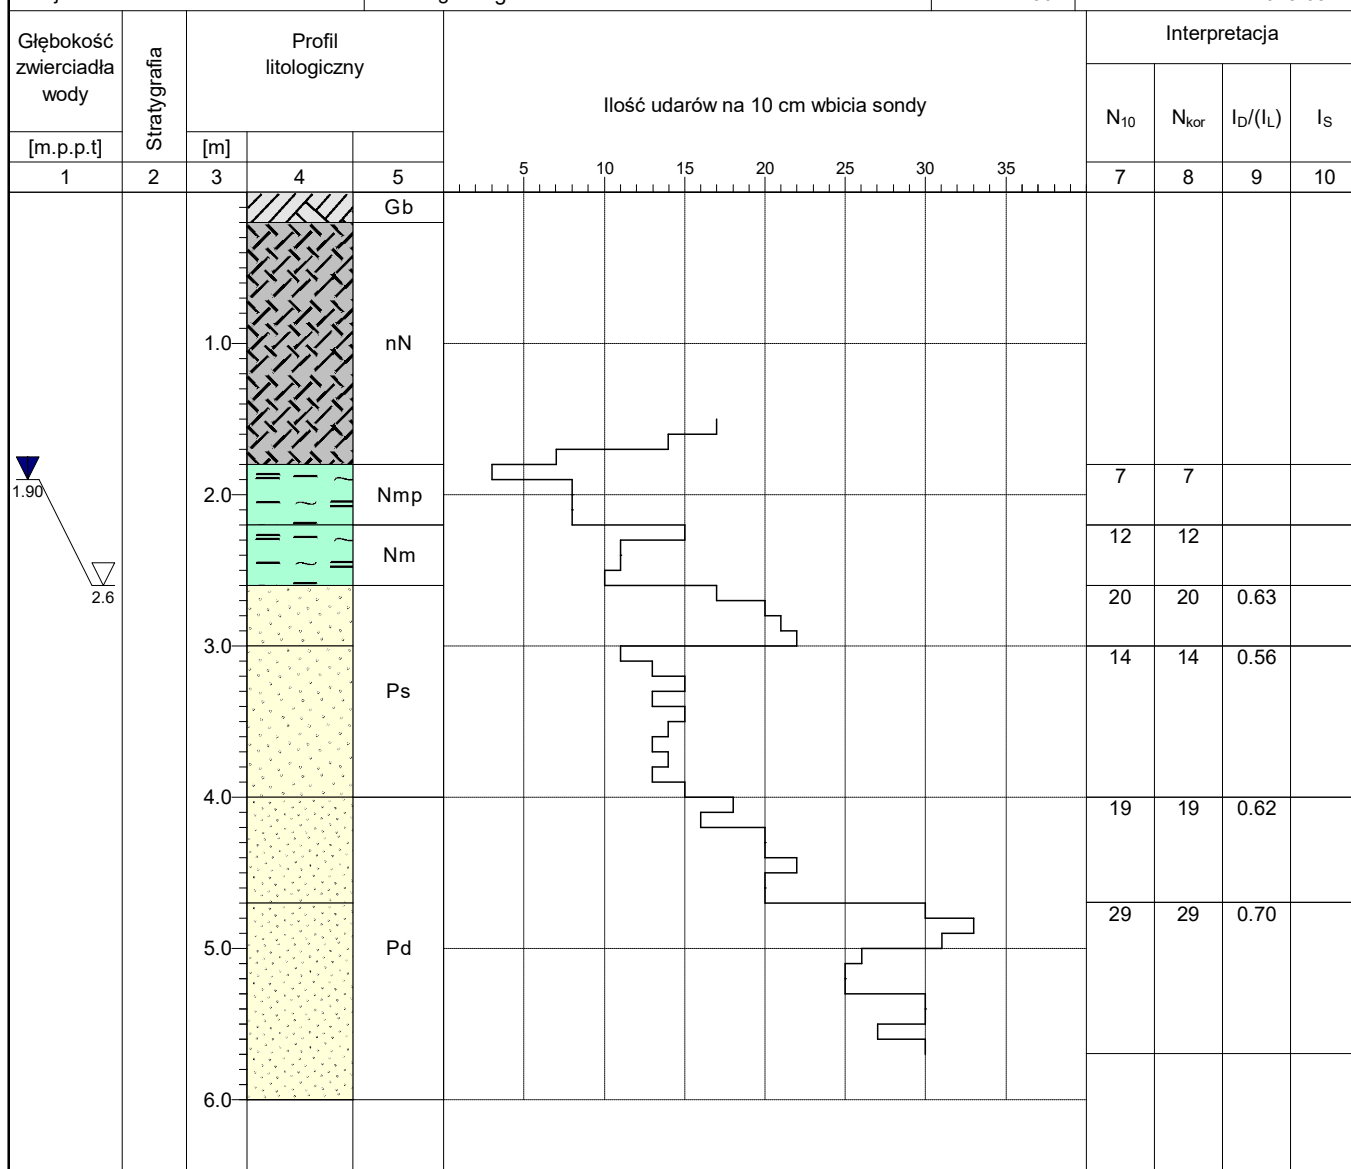 Głębokość
zwierciadła
wody
[m.p.p.t]
Stratygrafia
Profil
litologiczny
[m]
Ilość udarów na 10 cm wbicia sondy
Interpretacja
N10 Nkor ID/(IL) IS
5 10 15 20 25 30 35
1 2 3 4 5 7 8 9 10
Gb
1.0 nN
1.90
2.0 Nmp 7 7
Nm 12 12
2.6
20 20 0.63
3.0
14 14 0.56
Ps
4.0
19 19 0.62
29 29 0.70
5.0 Pd
6.0